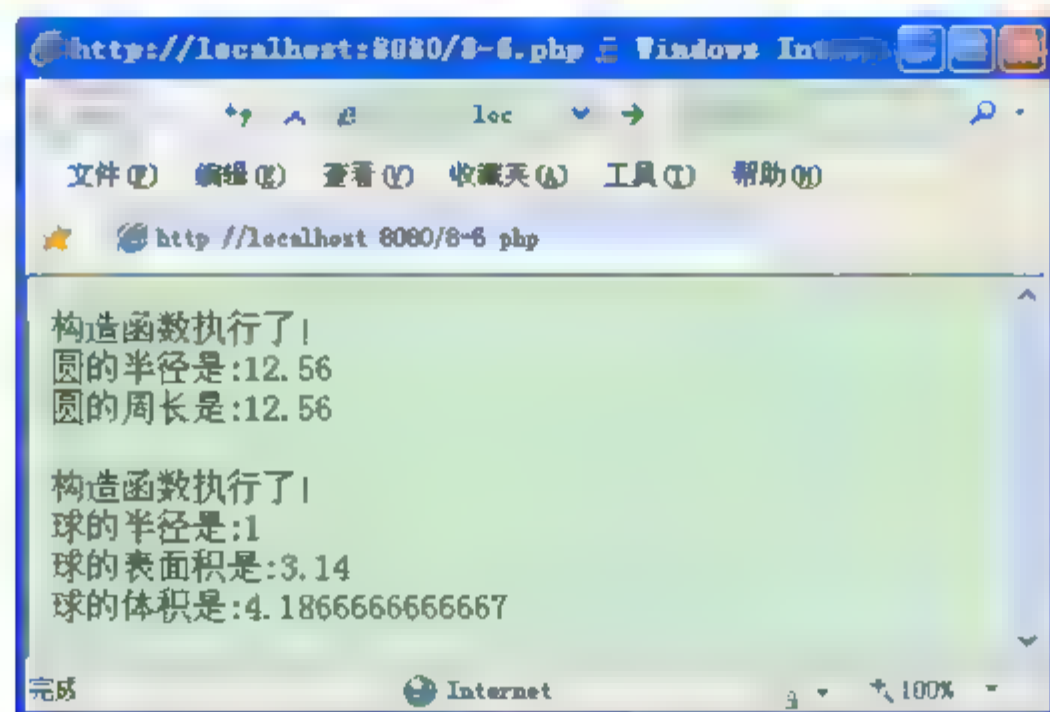 http://localhost:8080/8-6.php - Windows Int
loc
文件(F) 编辑(E) 查看(V) 收藏夹(A) 工具(T) 帮助(H)
http //localhost 8080/8-6 php
构造函数执行了!
圆的半径是:12.56
圆的周长是:12.56
构造函数执行了!
球的半径是:1
球的表面积是:3.14
球的体积是:4.1866666666667
完成 Internet 100%